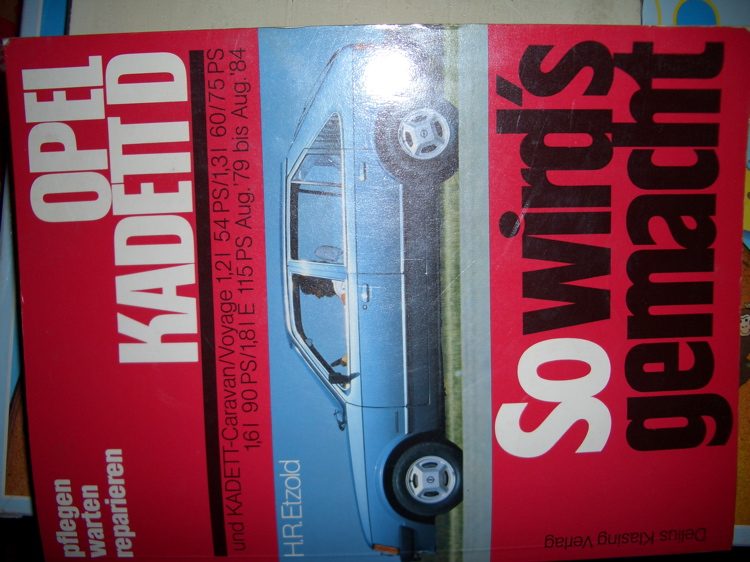 pflegen
warten
reparieren
OPEL
KADETT D
und KADETT-Caravan/Voyage 1,2 l 54 PS/1,3 l 60/75 PS
1,6 l 90 PS/1,8 l E 115 PS Aug. '79 bis Aug. '84
H.R. Etzold
So wird's
gemacht
Delius Klasing Verlag